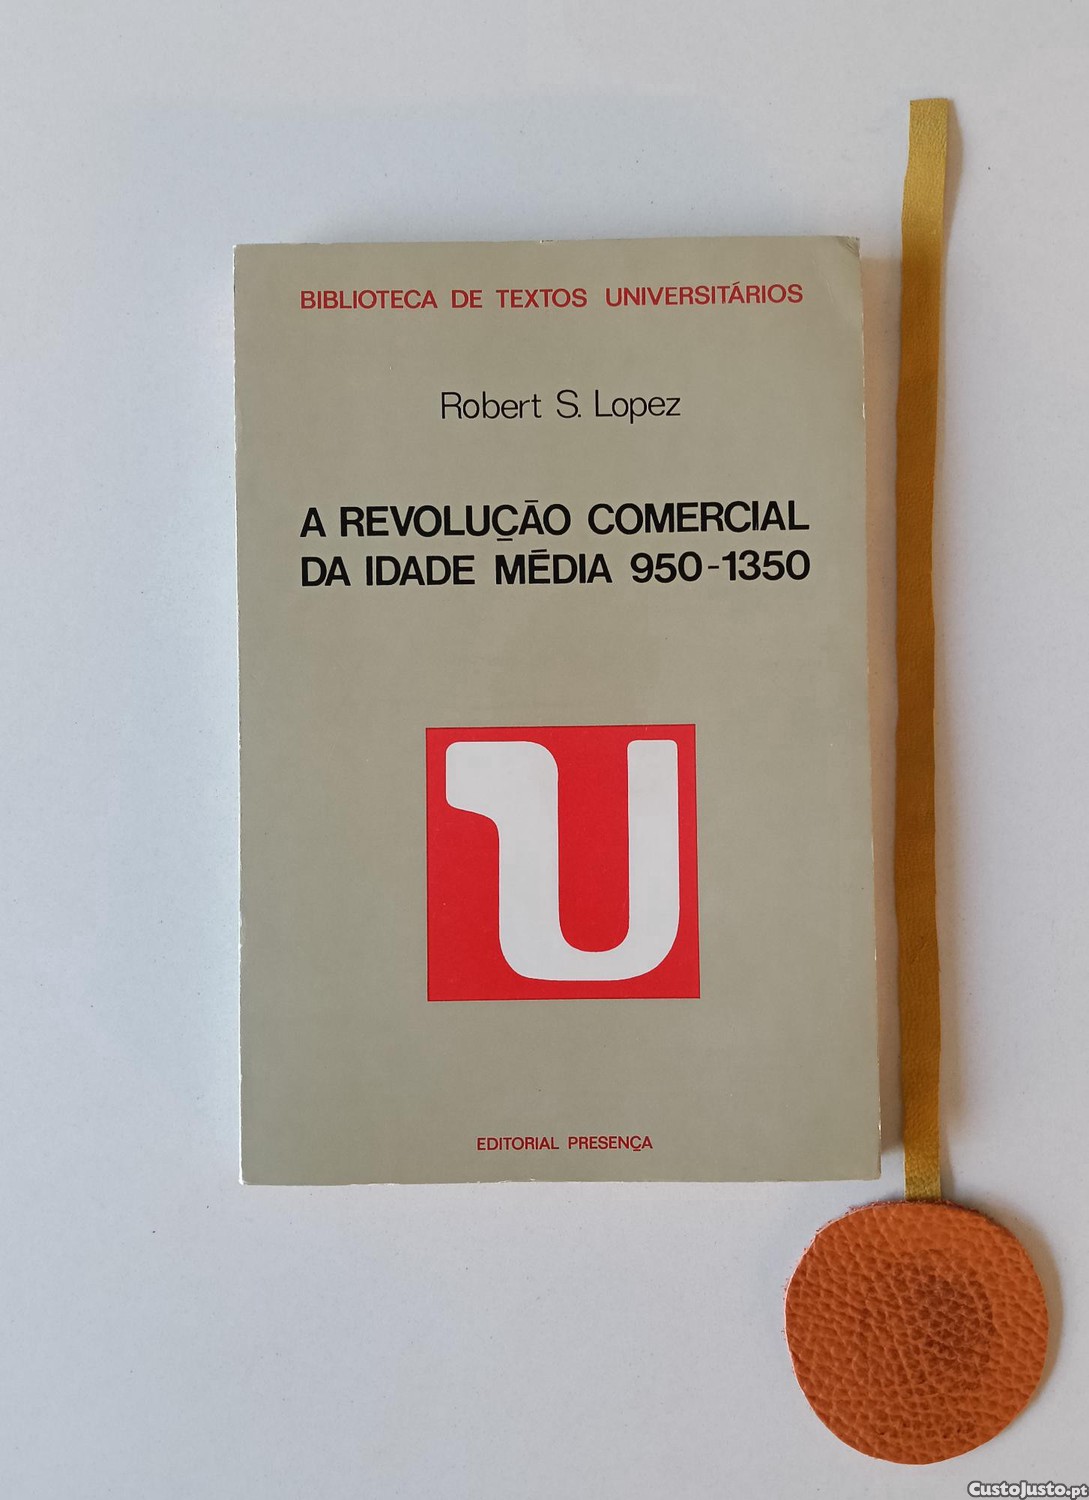 BIBLIOTECA DE TEXTOS UNIVERSITÁRIOS
Robert S. Lopez
A REVOLUÇÃO COMERCIAL
DA IDADE MÉDIA 950-1350
U
EDITORIAL PRESENÇA
CustoJusto.pt